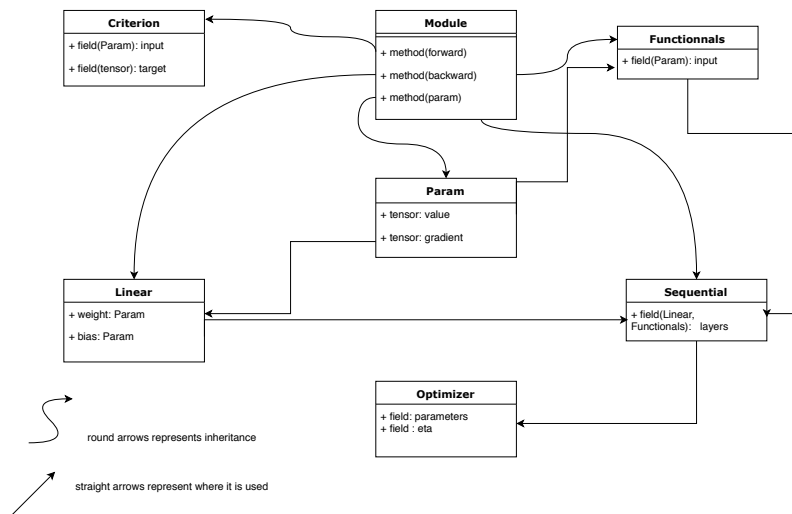 Criterion
+ field(Param): input
+ field(tensor): target
Module
+ method(forward)
+ method(backward)
+ method(param)
Functionnals
+ field(Param): input
Param
+ tensor: value
+ tensor: gradient
Linear
+ weight: Param
+ bias: Param
Sequential
+ field(Linear,
Functionals): layers
Optimizer
+ field: parameters
+ field : eta
round arrows represents inheritance
straight arrows represent where it is used